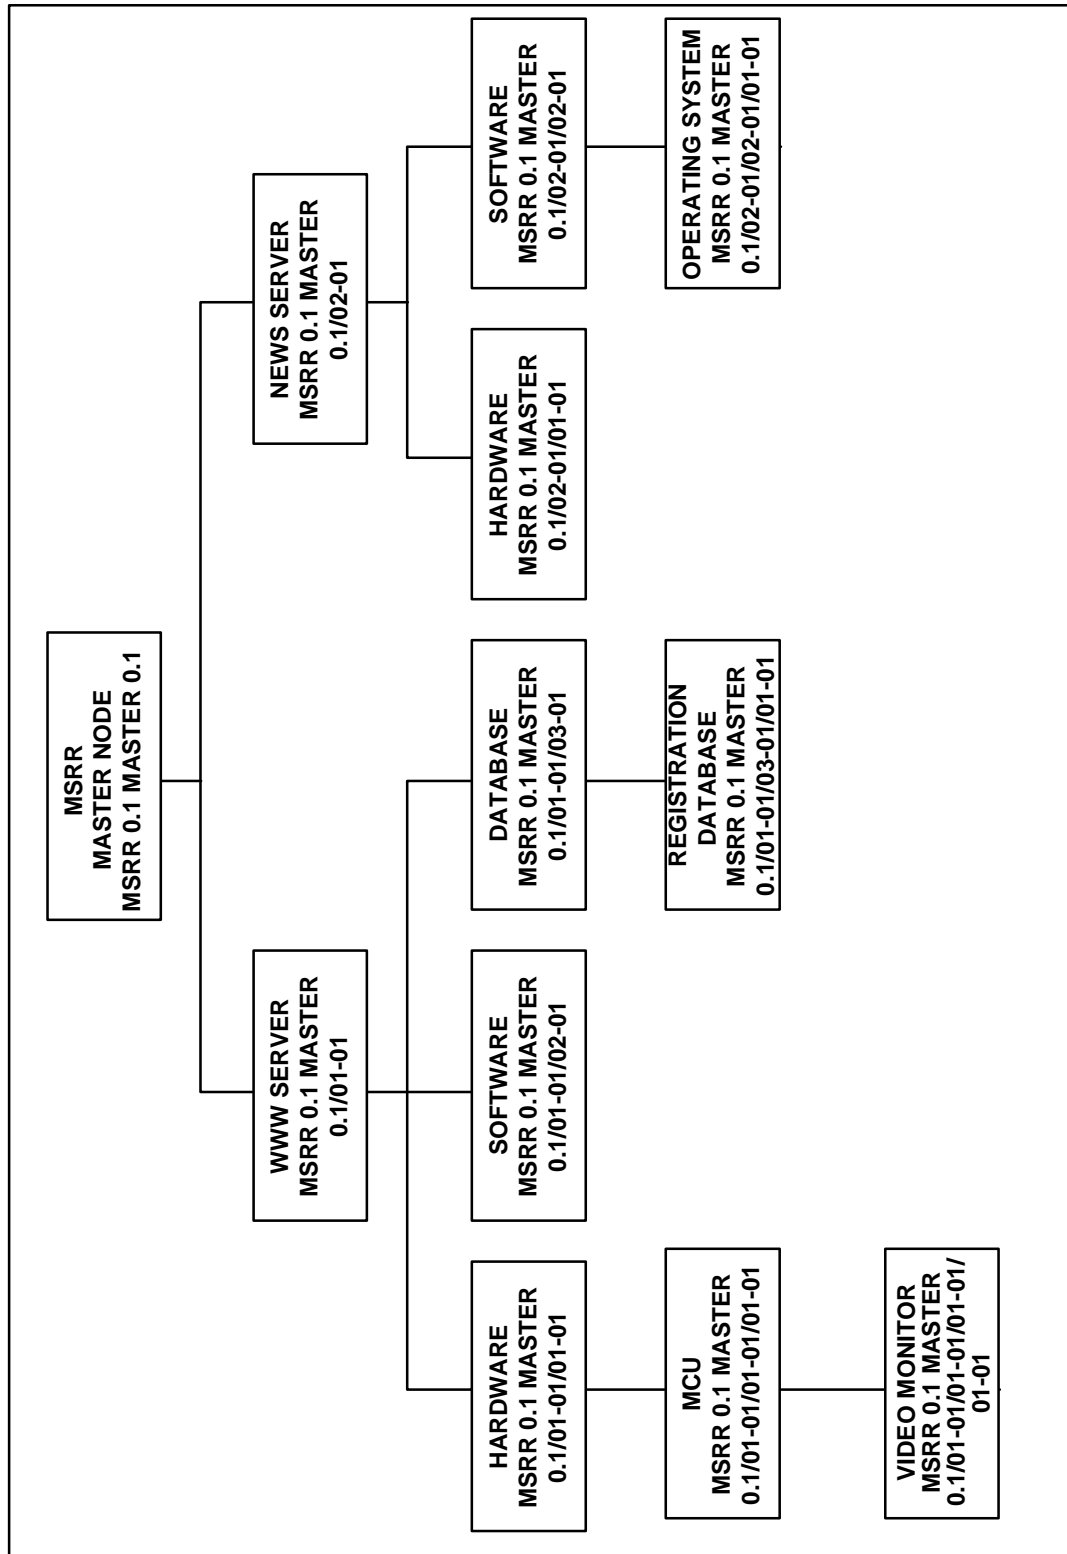 MSRR
MASTER NODE
MSRR 0.1 MASTER 0.1
WWW SERVER
MSRR 0.1 MASTER
0.1/01-01
NEWS SERVER
MSRR 0.1 MASTER
0.1/02-01
HARDWARE
MSRR 0.1 MASTER
0.1/01-01/01-01
SOFTWARE
MSRR 0.1 MASTER
0.1/01-01/02-01
DATABASE
MSRR 0.1 MASTER
0.1/01-01/03-01
HARDWARE
MSRR 0.1 MASTER
0.1/02-01/01-01
SOFTWARE
MSRR 0.1 MASTER
0.1/02-01/02-01
MCU
MSRR 0.1 MASTER
0.1/01-01/01-01/01-01
REGISTRATION
DATABASE
MSRR 0.1 MASTER
0.1/01-01/03-01/01-01
OPERATING SYSTEM
MSRR 0.1 MASTER
0.1/02-01/02-01/01-01
VIDEO MONITOR
MSRR 0.1 MASTER
0.1/01-01/01-01/01-01/
01-01